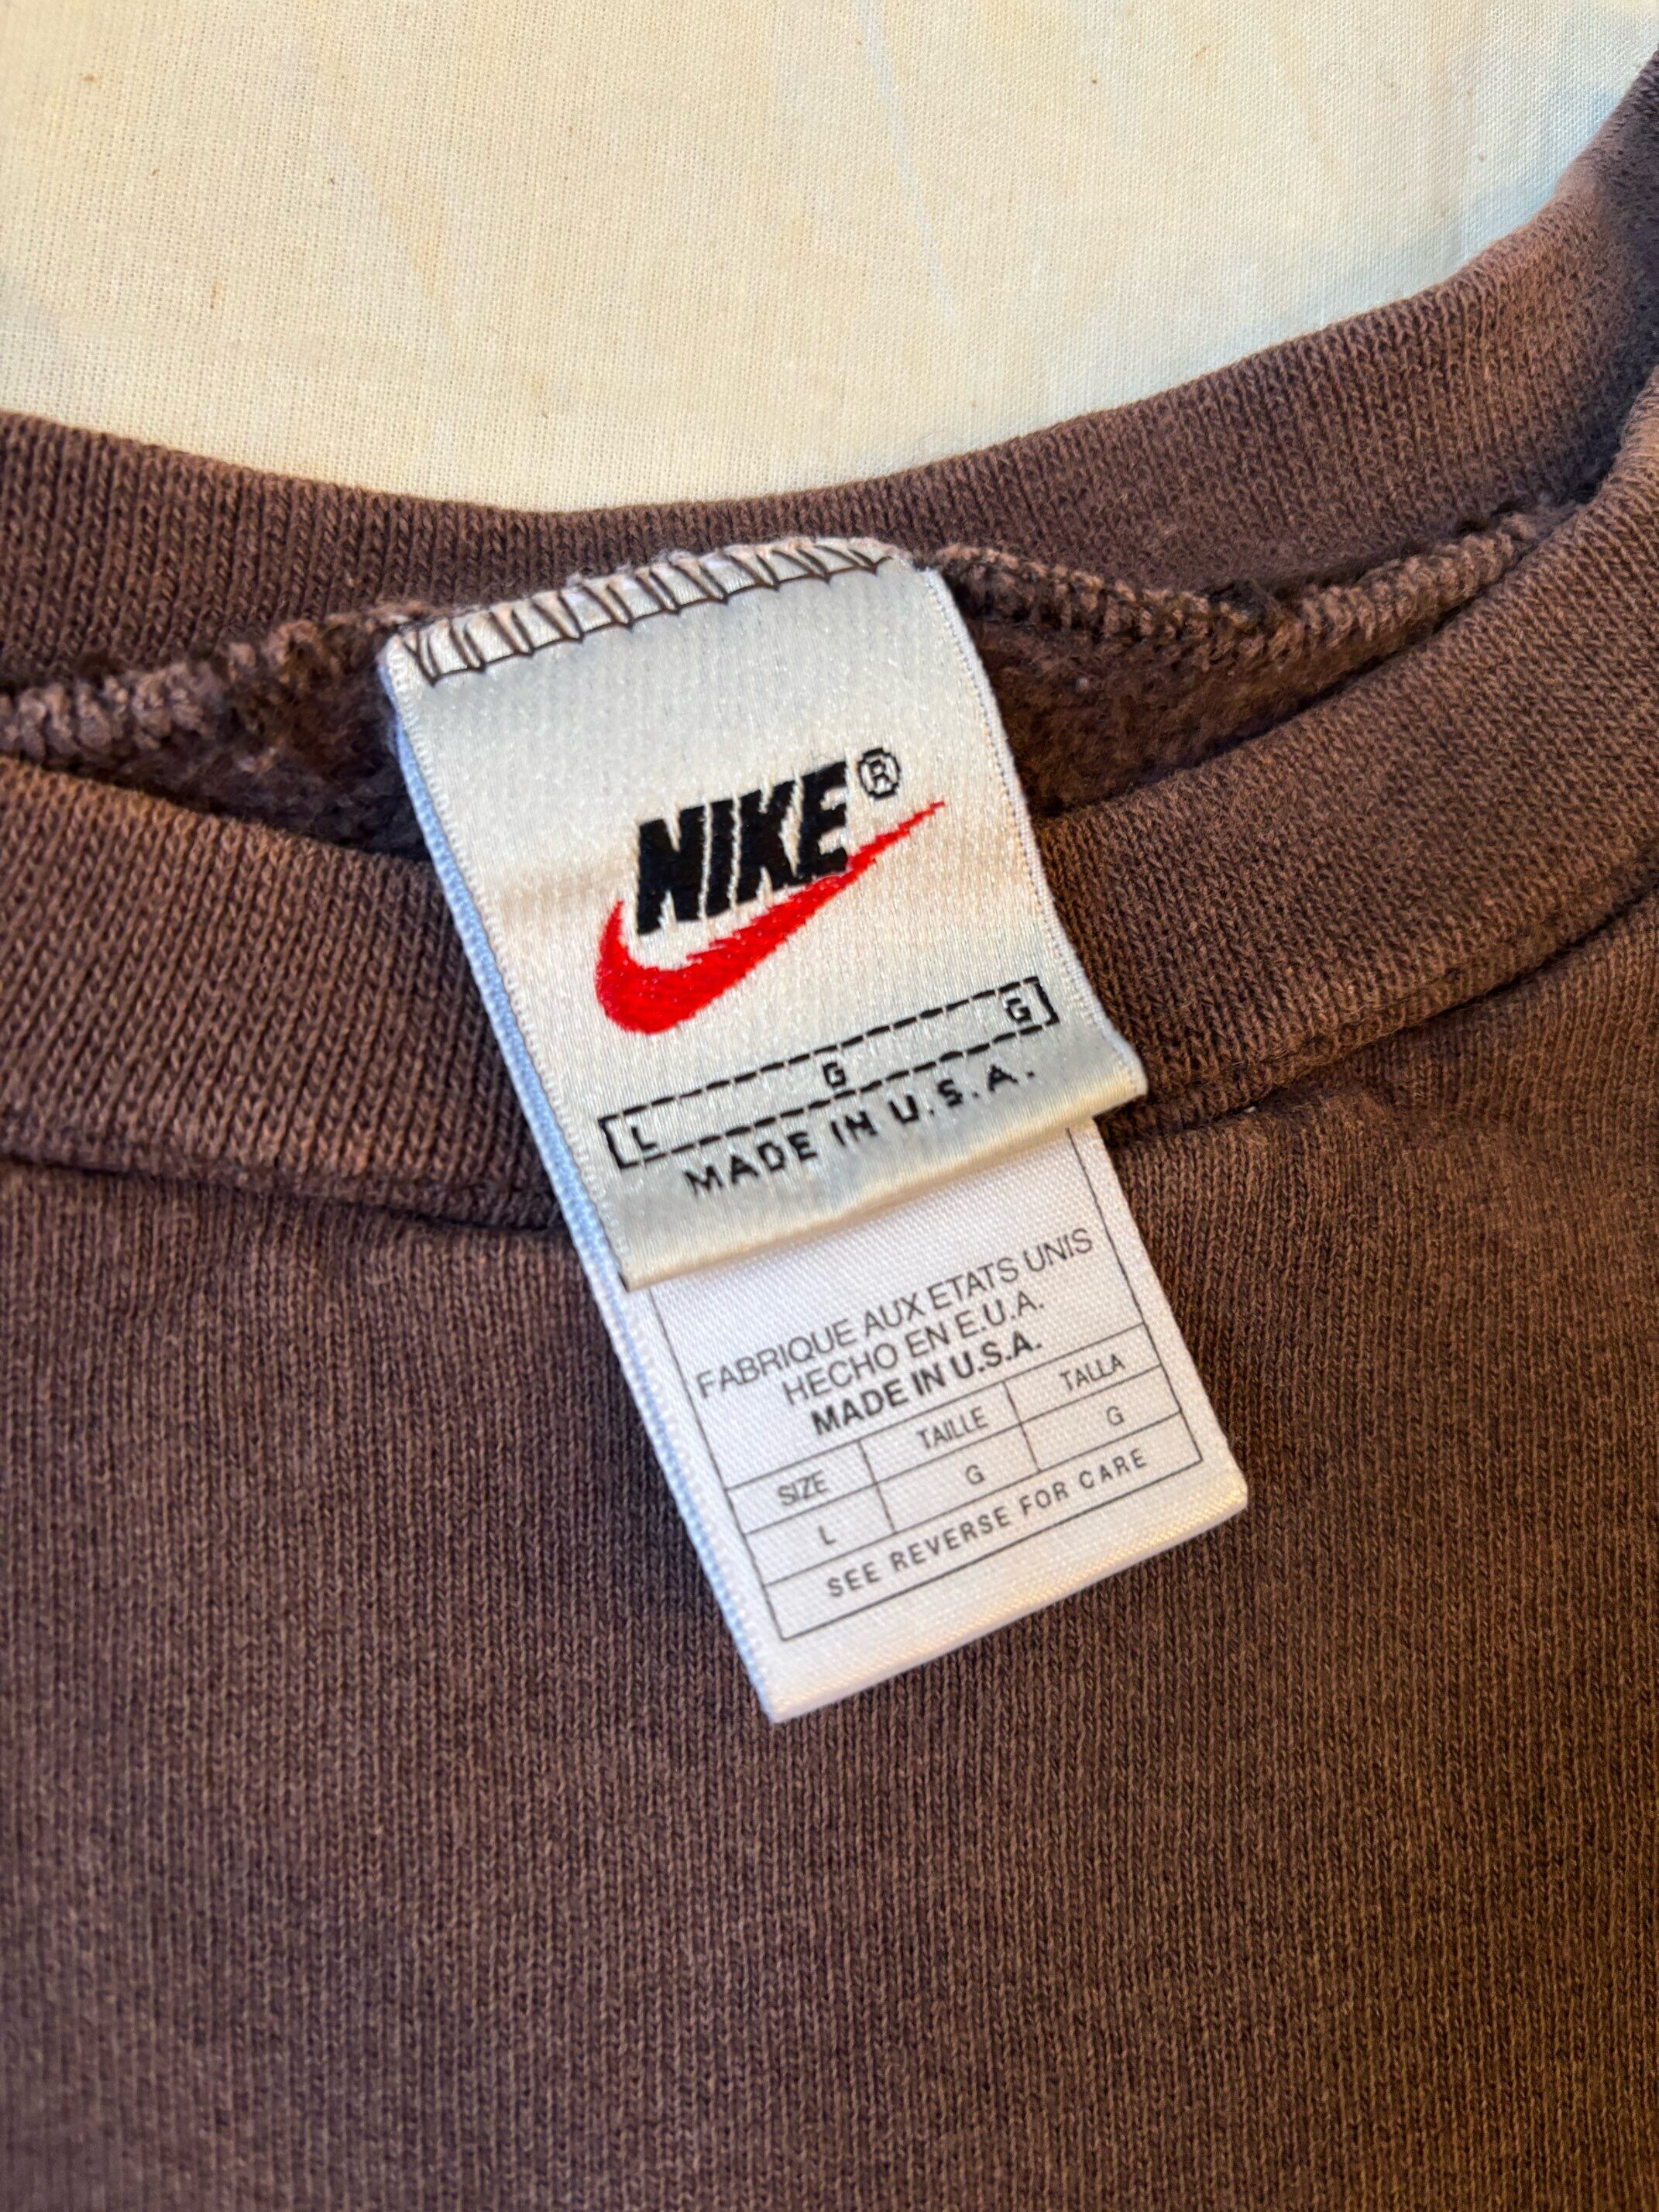 NIKE®
L G G
MADE IN U.S.A.
FABRIQUE AUX ETATS UNIS
HECHO EN E.U.A.
MADE IN U.S.A.
SIZE TAILLE TALLA
L G G
SEE REVERSE FOR CARE